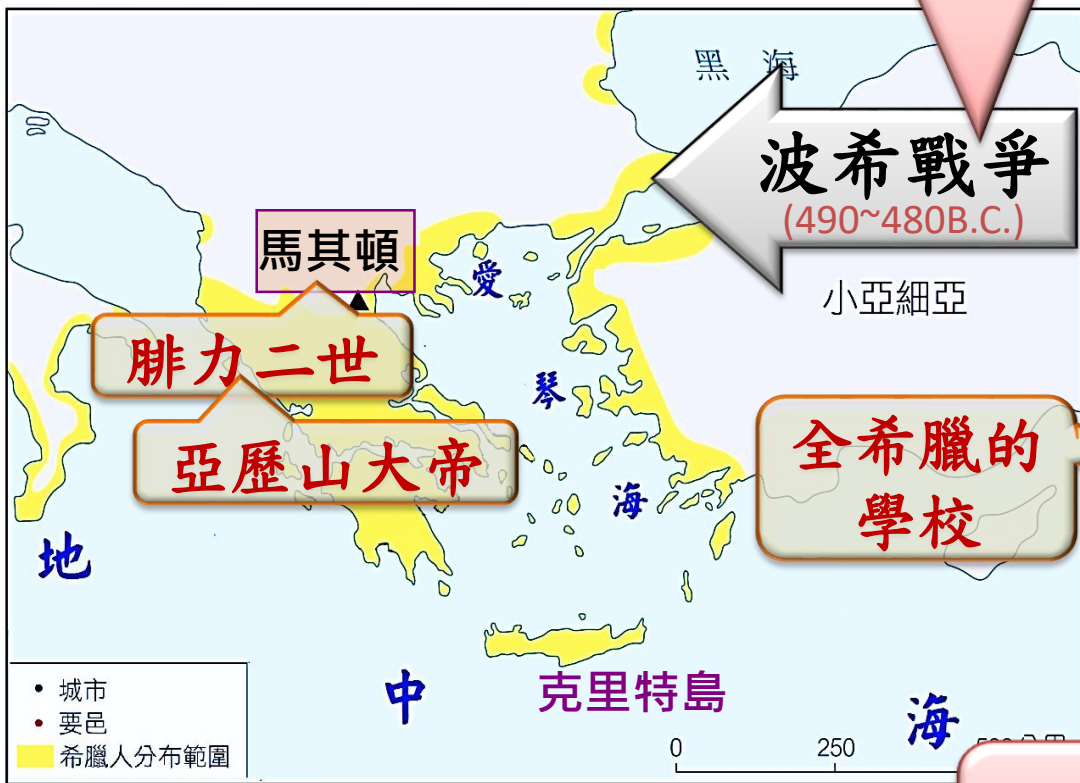 黑海
波希戰爭
(490~480B.C.)
馬其頓
愛琴海
小亞細亞
腓力二世
亞歷山大帝
全希臘的
學校
地中海
克里特島
• 城市
• 要邑
希臘人分布範圍
0 250